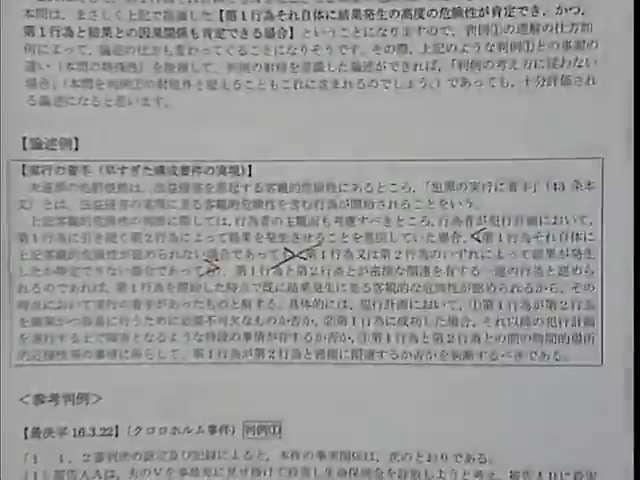 本問は、まさしく上記で指摘した【第1行為それ自体に結果発生の高度の危険性が肯定でき、かつ、
第1行為と結果との因果関係も肯定できる場合】ということになりますので、判例①の理解の仕方如
何によって、論述の仕方も変わってくることになりそうです。その際、上記のような判例①との事案の
違い（本問の特殊性）を指摘して、判例の射程を意識した論述ができれば、「判例の考え方に従わない
場合」（本問を判例①の射程外と捉えることもこれに含まれるのでしょう。）であっても、十分評価され
る論述になると思います。
【論述例】
【実行の着手（早すぎた構成要件の実現）】
未遂犯の処罰根拠は、法益侵害を惹起する客観的危険性にあるところ、「犯罪の実行に着手」（43 条本
文）とは、法益侵害の実現に至る客観的危険性を含む行為が開始されることをいう。
上記客観的危険性の判断に際しては、行為者の主観面も考慮すべきところ、行為者が犯行計画において、
第1行為に引き続く第2行為によって結果を発生させることを意図していた場合、第1行為それ自体に
上記客観的危険性が認められない場合であって 第1行為又は第2行為のいずれによって結果が発生
したか特定できない場合であって、第1行為と第2行為とが密接な関連を有する一連の行為と認めら
れるのであれば、第1行為を開始した時点で既に結果発生に至る客観的な危険性が認められるから、その
時点において実行の着手があったものと解する。具体的には、犯行計画において、①第1行為が第2行為
を確実かつ容易に行うために必要不可欠なものか否か、②第1行為に成功した場合、それ以降の犯行計画
を遂行する上で障害となるような特段の事情が存するか否か、③第1行為と第2行為との間の時間的場所
的近接性等の事情に照らして、第1行為が第2行為と密接に関連するか否かを判断するべきである。
＜参考判例＞
【最決平 16.3.22】（クロロホルム事件） 判例①
「1 1、2審判決の認定及び記録によると、本件の事実関係は、次のとおりである。